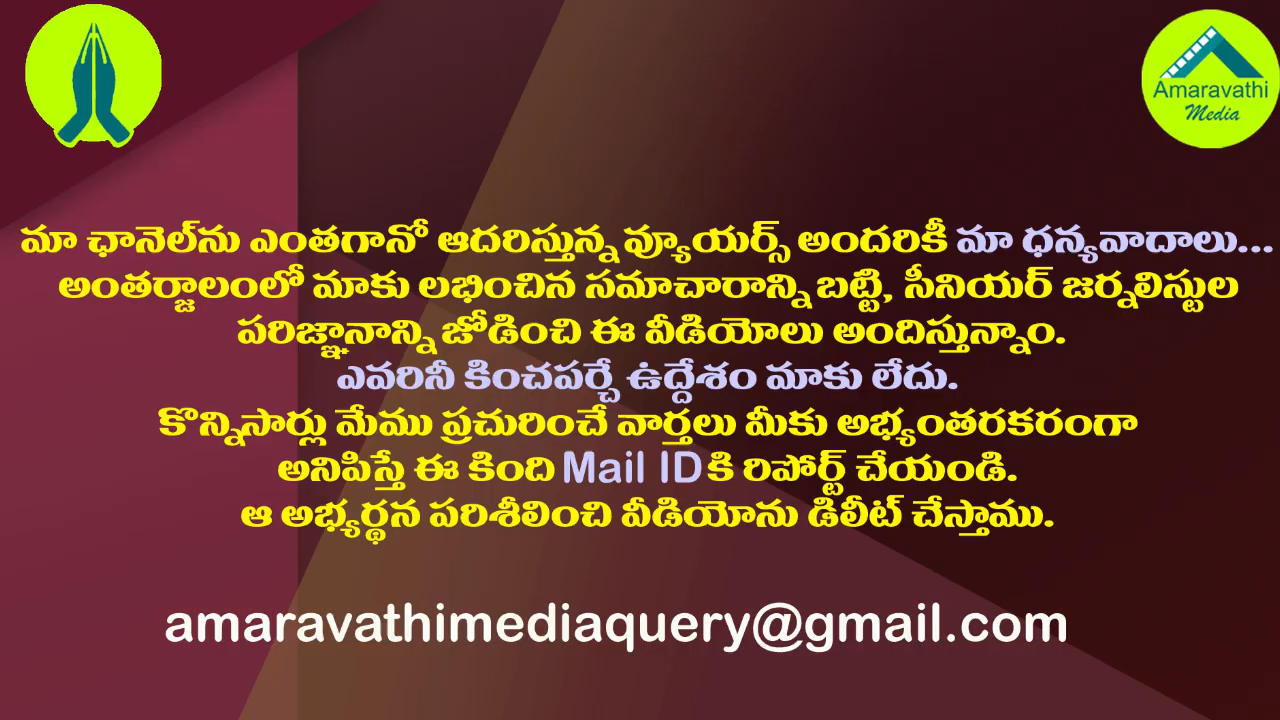 Amaravathi
Media
మా ఛానెల్‌ను ఎంతగానో ఆదరిస్తున్న వ్యూయర్స్ అందరికీ మా ధన్యవాదాలు...
అంతర్జాలంలో మాకు లభించిన సమాచారాన్ని బట్టి, సీనియర్ జర్నలిస్టుల
పరిజ్ఞానాన్ని జోడించి ఈ వీడియోలు అందిస్తున్నాం.
ఎవరినీ కించపర్చే ఉద్దేశం మాకు లేదు.
కొన్నిసార్లు మేము ప్రచురించే వార్తలు మీకు అభ్యంతరకరంగా
అనిపిస్తే ఈ కింది Mail ID కి రిపోర్ట్ చేయండి.
ఆ అభ్యర్థన పరిశీలించి వీడియోను డిలీట్ చేస్తాము.
amaravathimediaquery@gmail.com